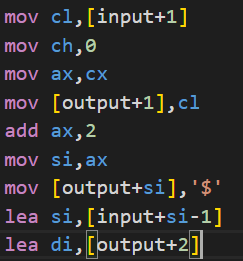 mov cl,[input+1]
mov ch,0
mov ax,cx
mov [output+1],cl
add ax,2
mov si,ax
mov [output+si],'$'
lea si,[input+si-1]
lea di,[output+2]